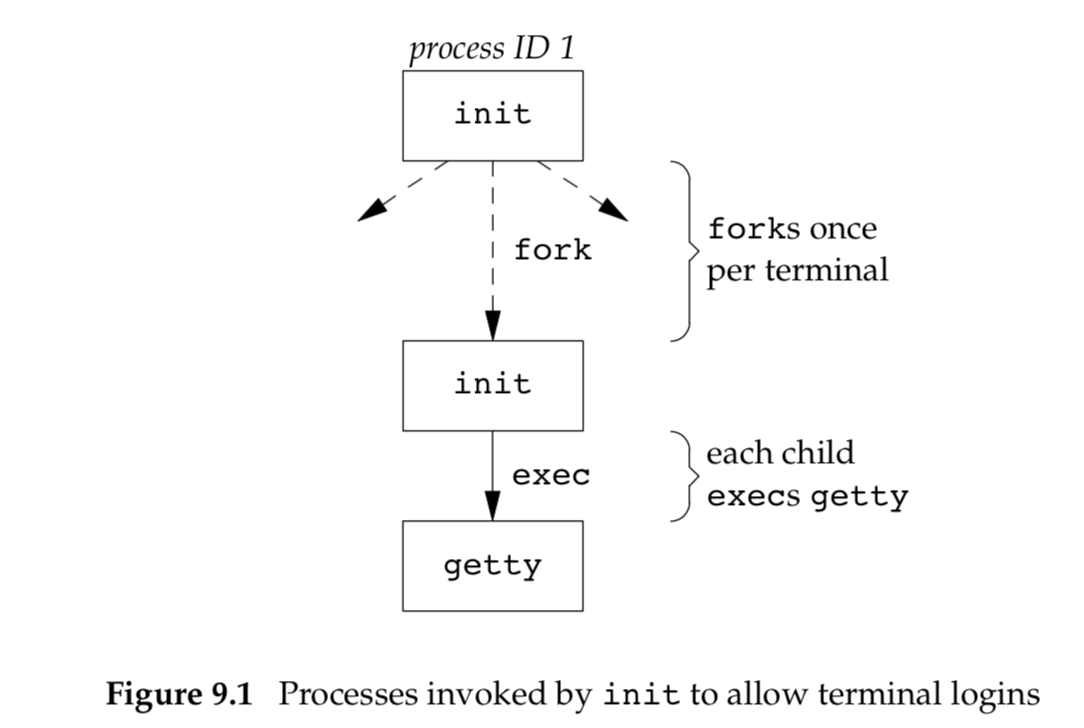 process ID 1
init
fork
forks once
per terminal
init
exec
each child
execs getty
getty
Figure 9.1 Processes invoked by init to allow terminal logins